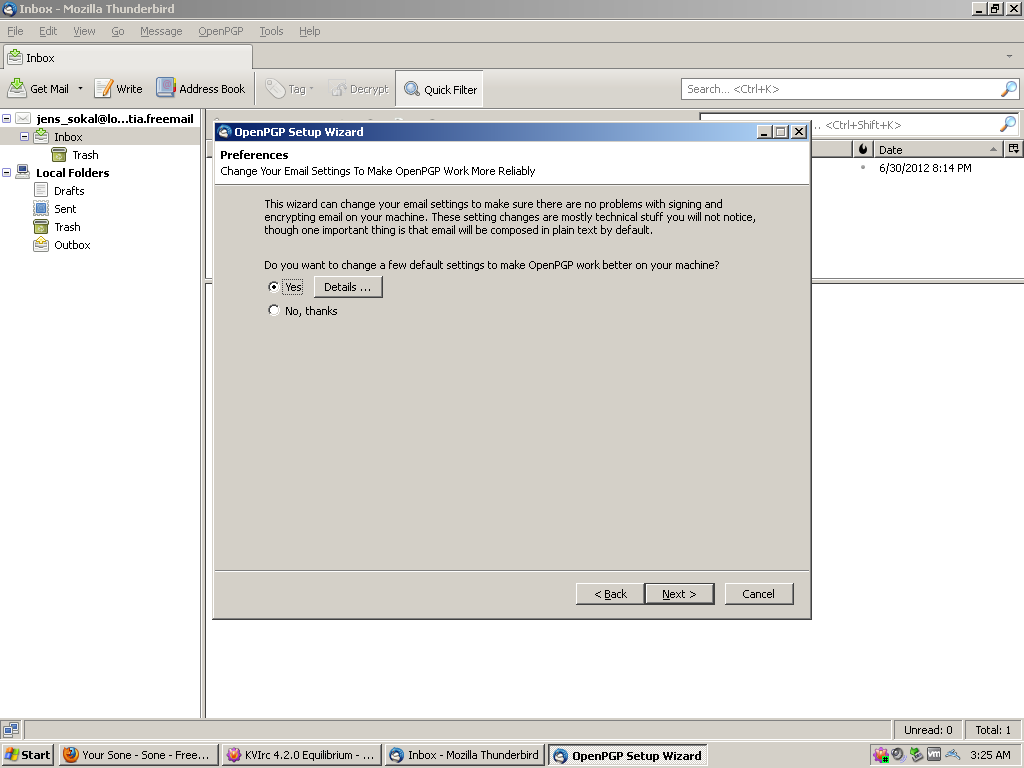 Inbox - Mozilla Thunderbird
File Edit View Go Message OpenPGP Tools Help
Inbox
Get Mail Write Address Book Tag Decrypt Quick Filter Search... <Ctrl+K>
jens_sokal@lo...tia.freemail
Inbox
Trash
Local Folders
Drafts
Sent
Trash
Outbox
.. <Ctrl+Shift+K>
Date
6/30/2012 8:14 PM
OpenPGP Setup Wizard
Preferences
Change Your Email Settings To Make OpenPGP Work More Reliably
This wizard can change your email settings to make sure there are no problems with signing and
encrypting email on your machine. These setting changes are mostly technical stuff you will not notice,
though one important thing is that email will be composed in plain text by default.
Do you want to change a few default settings to make OpenPGP work better on your machine?
Yes Details ...
No, thanks
< Back Next > Cancel
Unread: 0 Total: 1
Start Your Sone - Sone - Free... KVIrc 4.2.0 Equilibrium - ... Inbox - Mozilla Thunderbird OpenPGP Setup Wizard 3:25 AM